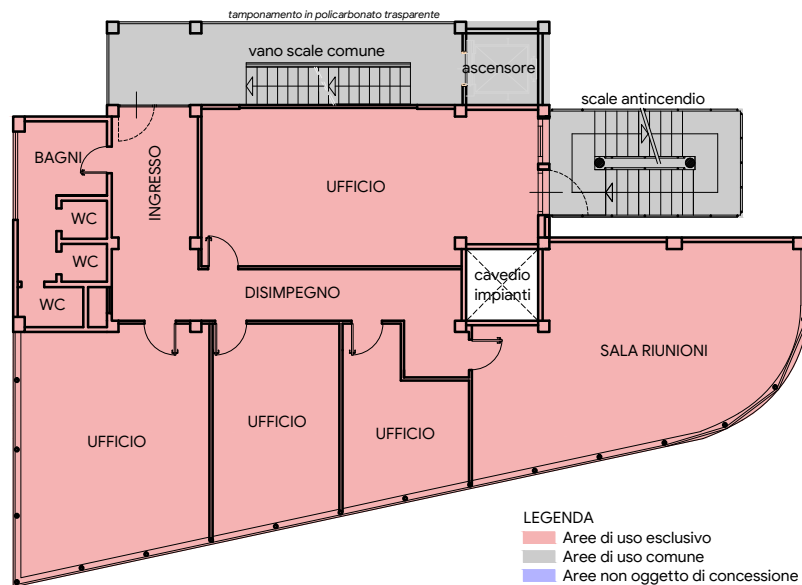 tamponamento in policarbonato trasparente
vano scale comune
ascensore
scale antincendio
BAGNI
INGRESSO
UFFICIO
WC
WC
WC
DISIMPEGNO
cavedio
impianti
SALA RIUNIONI
UFFICIO
UFFICIO
UFFICIO
LEGENDA
Aree di uso esclusivo
Aree di uso comune
Aree non oggetto di concessione